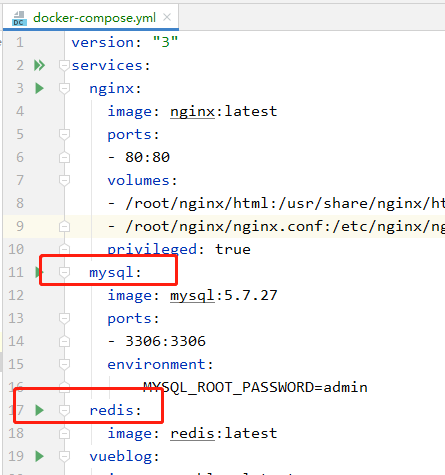 docker-compose.yml
1 version: "3"
2 services:
3 nginx:
4 image: nginx:latest
5 ports:
6 - 80:80
7 volumes:
8 - /root/nginx/html:/usr/share/nginx/ht
9 - /root/nginx/nginx.conf:/etc/nginx/ng
10 privileged: true
11 mysql:
12 image: mysql:5.7.27
13 ports:
14 - 3306:3306
15 environment:
16 MYSQL_ROOT_PASSWORD=admin
17 redis:
18 image: redis:latest
19 vueblog: